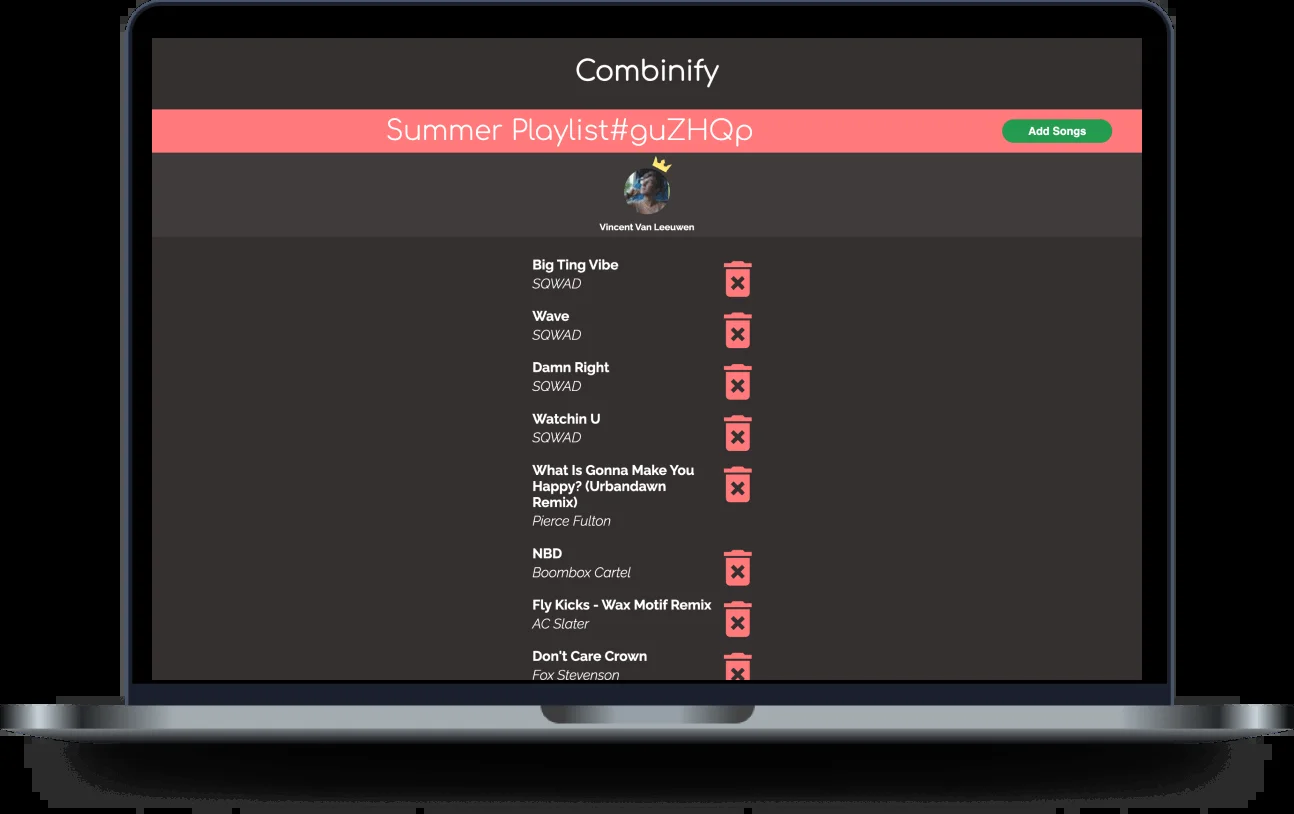 Combinify
Summer Playlist#guZHQp
Add Songs
Vincent Van Leeuwen
Big Ting Vibe
SQWAD
Wave
SQWAD
Damn Right
SQWAD
Watchin U
SQWAD
What Is Gonna Make You
Happy? (Urbandawn
Remix)
Pierce Fulton
NBD
Boombox Cartel
Fly Kicks - Wax Motif Remix
AC Slater
Don't Care Crown
Fox Stevenson